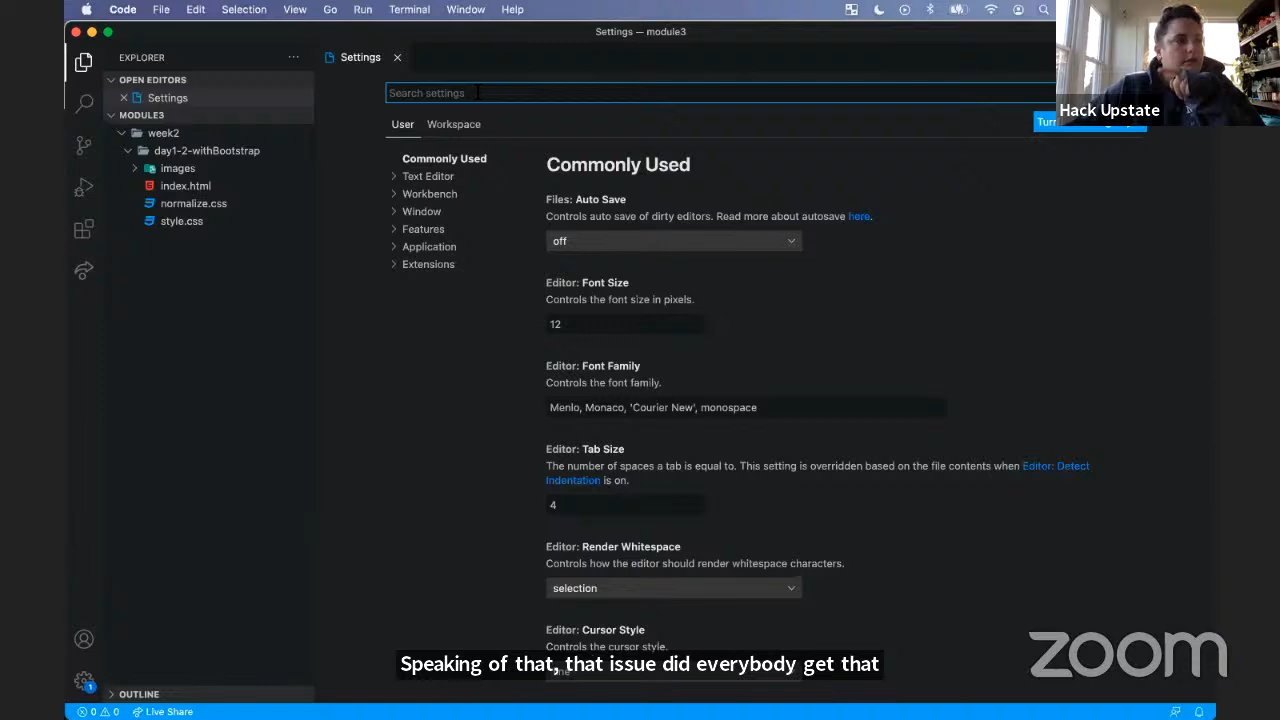 Code File Edit Selection View Go Run Terminal Window Help
Settings — module3
EXPLORER
Settings
OPEN EDITORS
Settings
MODULE3
week2
day1-2-withBootstrap
images
index.html
normalize.css
style.css
Search settings
User Workspace
Commonly Used
Text Editor
Workbench
Window
Features
Application
Extensions
Commonly Used
Files: Auto Save
Controls auto save of dirty editors. Read more about autosave here.
off
Editor: Font Size
Controls the font size in pixels.
12
Editor: Font Family
Controls the font family.
Menlo, Monaco, 'Courier New', monospace
Editor: Tab Size
The number of spaces a tab is equal to. This setting is overridden based on the file contents when Editor: Detect
Indentation is on.
4
Editor: Render Whitespace
Controls how the editor should render whitespace characters.
selection
Editor: Cursor Style
Controls the cursor style.
Speaking of that, that issue did everybody get that
Hack Upstate
zoom
1
OUTLINE
0 0 Live Share